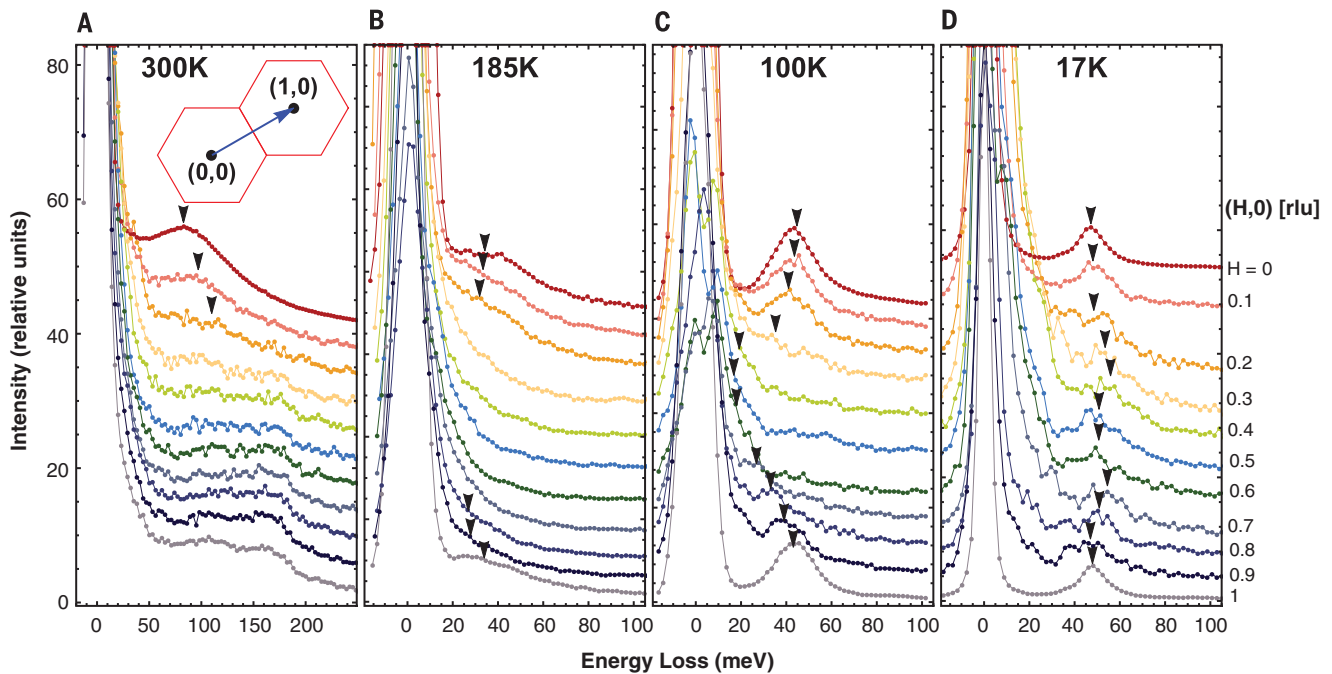 A
B
C
D
300K
185K
100K
17K
(1,0)
(0,0)
80
60
40
20
0
Intensity (relative units)
(H,0) [rlu]
H = 0
0.1
0.2
0.3
0.4
0.5
0.6
0.7
0.8
0.9
1
0 50 100 150 200
0 20 40 60 80 100
0 20 40 60 80 100
0 20 40 60 80 100
Energy Loss (meV)